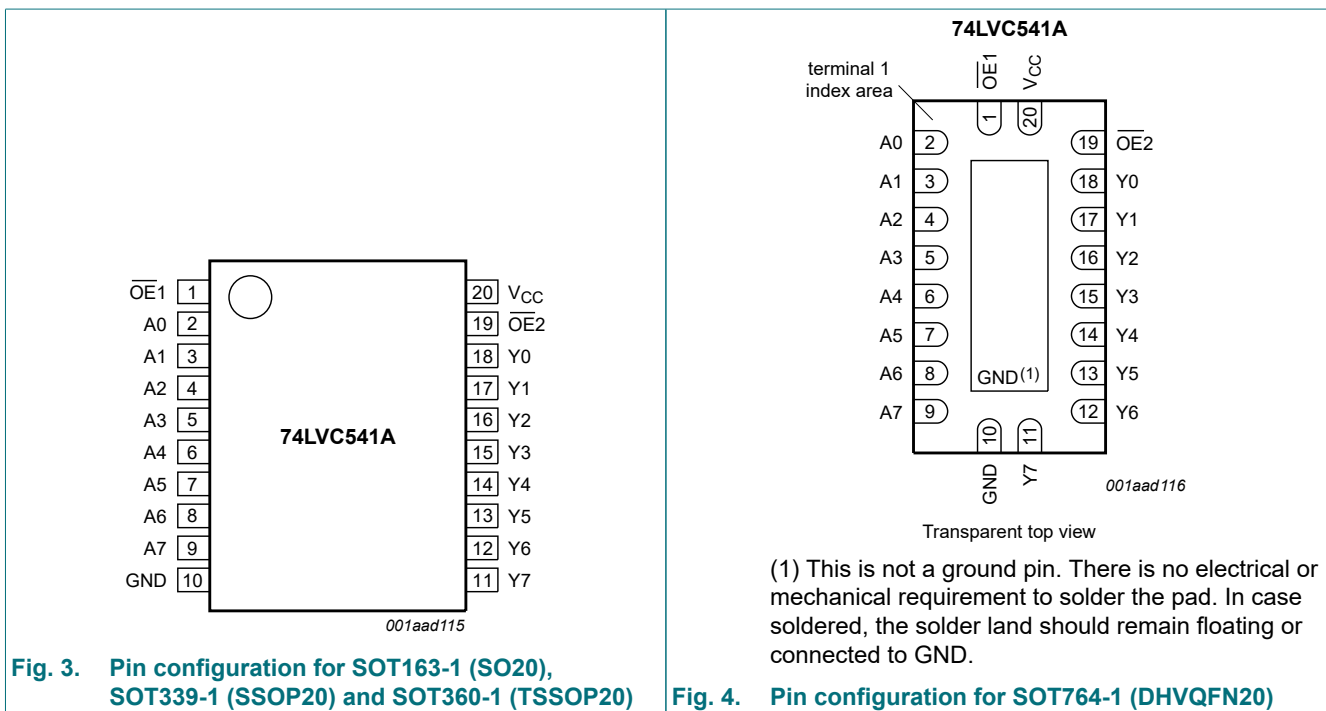 OE1 1
A0 2
A1 3
A2 4
A3 5
A4 6
A5 7
A6 8
A7 9
GND 10
74LVC541A
20 VCC
19 OE2
18 Y0
17 Y1
16 Y2
15 Y3
14 Y4
13 Y5
12 Y6
11 Y7
001aad115
Fig. 3. Pin configuration for SOT163-1 (SO20),
SOT339-1 (SSOP20) and SOT360-1 (TSSOP20)
74LVC541A
terminal 1
index area
OE1
VCC
1
20
A0 2
A1 3
A2 4
A3 5
A4 6
A5 7
A6 8
A7 9
19 OE2
18 Y0
17 Y1
16 Y2
15 Y3
14 Y4
13 Y5
12 Y6
GND(1)
10
11
GND
Y7
001aad116
Transparent top view
(1) This is not a ground pin. There is no electrical or
mechanical requirement to solder the pad. In case
soldered, the solder land should remain floating or
connected to GND.
Fig. 4. Pin configuration for SOT764-1 (DHVQFN20)